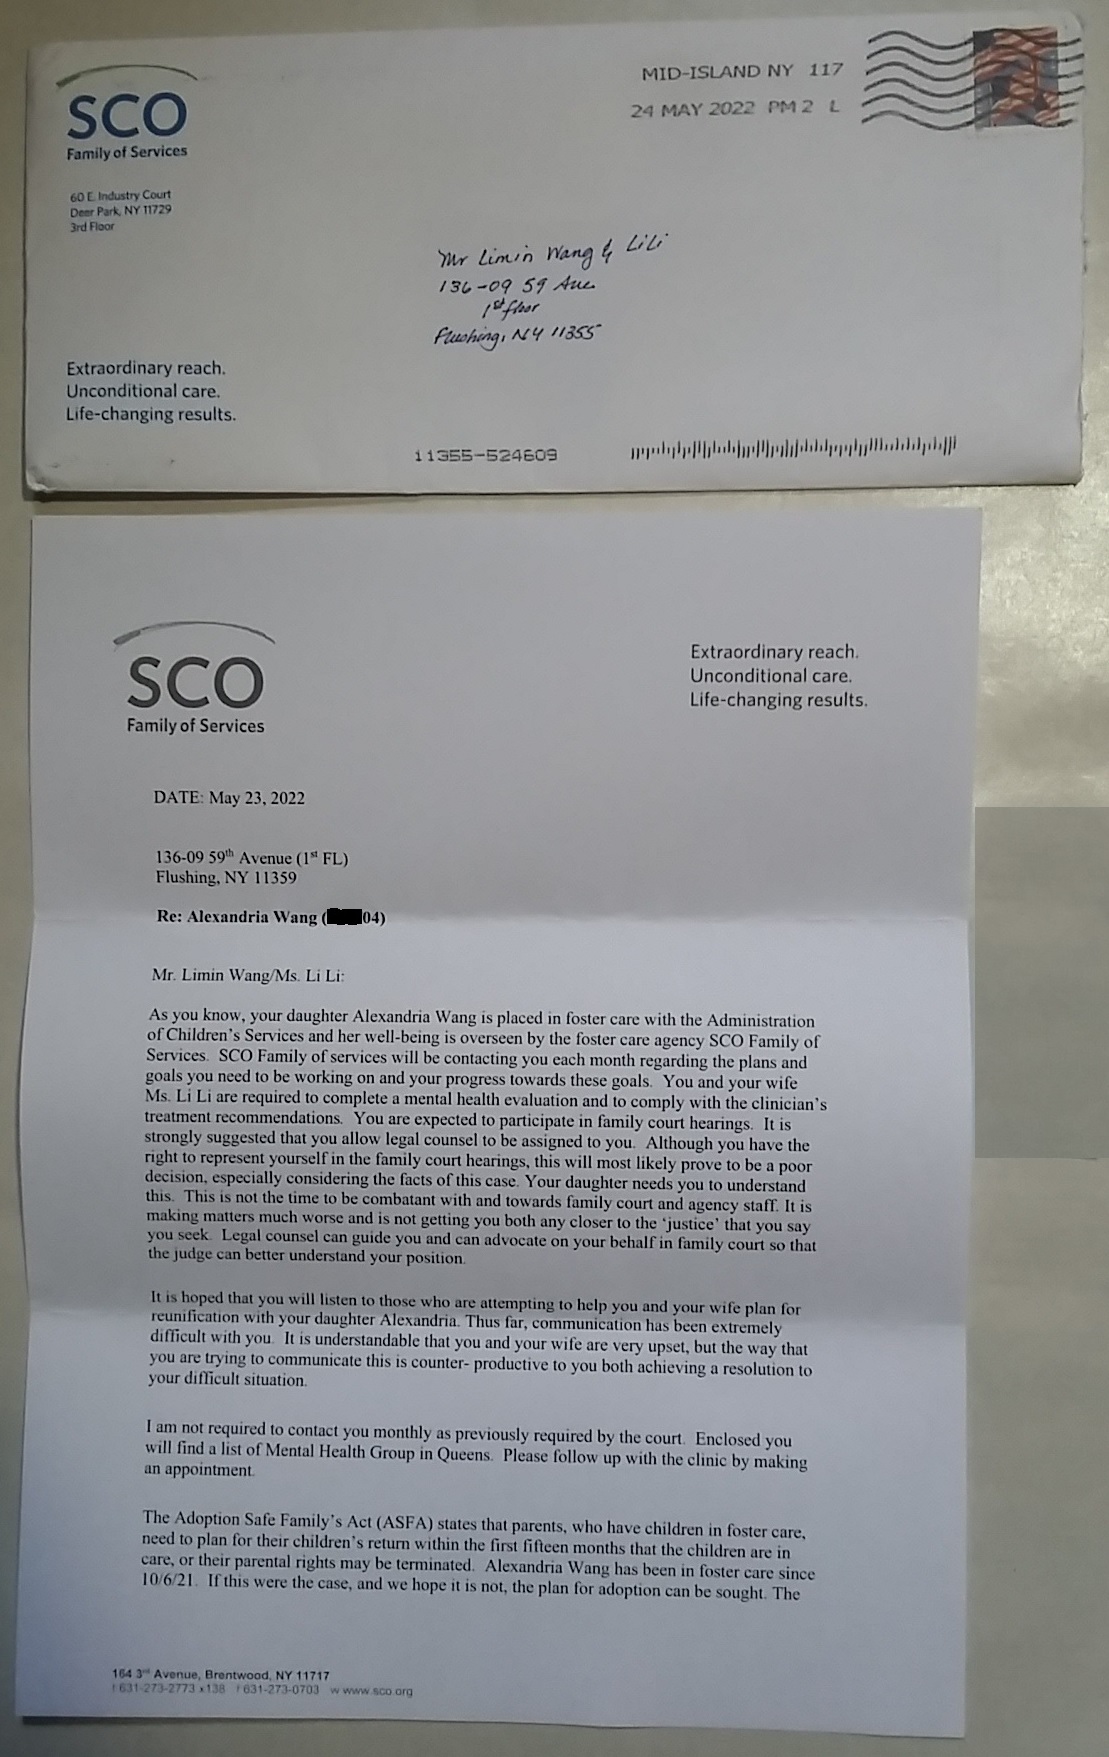 SCO
Family of Services
60 E. Industry Court
Deer Park, NY 11729
3rd Floor
MID-ISLAND NY 117
24 MAY 2022 PM 2 L
Mr Limin Wang & LiLi
136-09 59 Ave
1st floor
Flushing, NY 11355
Extraordinary reach.
Unconditional care.
Life-changing results.
11355-524609
SCO
Family of Services
Extraordinary reach.
Unconditional care.
Life-changing results.
DATE: May 23, 2022
136-09 59th Avenue (1st FL)
Flushing, NY 11359
Re: Alexandria Wang ( 04)
Mr. Limin Wang/Ms. Li Li:
As you know, your daughter Alexandria Wang is placed in foster care with the Administration
of Children's Services and her well-being is overseen by the foster care agency SCO Family of
Services. SCO Family of services will be contacting you each month regarding the plans and
goals you need to be working on and your progress towards these goals. You and your wife
Ms. Li Li are required to complete a mental health evaluation and to comply with the clinician's
treatment recommendations. You are expected to participate in family court hearings. It is
strongly suggested that you allow legal counsel to be assigned to you. Although you have the
right to represent yourself in the family court hearings, this will most likely prove to be a poor
decision, especially considering the facts of this case. Your daughter needs you to understand
this. This is not the time to be combatant with and towards family court and agency staff. It is
making matters much worse and is not getting you both any closer to the 'justice' that you say
you seek. Legal counsel can guide you and can advocate on your behalf in family court so that
the judge can better understand your position.
It is hoped that you will listen to those who are attempting to help you and your wife plan for
reunification with your daughter Alexandria. Thus far, communication has been extremely
difficult with you. It is understandable that you and your wife are very upset, but the way that
you are trying to communicate this is counter- productive to you both achieving a resolution to
your difficult situation.
I am not required to contact you monthly as previously required by the court. Enclosed you
will find a list of Mental Health Group in Queens. Please follow up with the clinic by making
an appointment.
The Adoption Safe Family's Act (ASFA) states that parents, who have children in foster care,
need to plan for their children's return within the first fifteen months that the children are in
care, or their parental rights may be terminated. Alexandria Wang has been in foster care since
10/6/21. If this were the case, and we hope it is not, the plan for adoption can be sought. The
164 3rd Avenue, Brentwood, NY 11717
t 631-273-2773 x138 f 631-273-0703 w www.sco.org